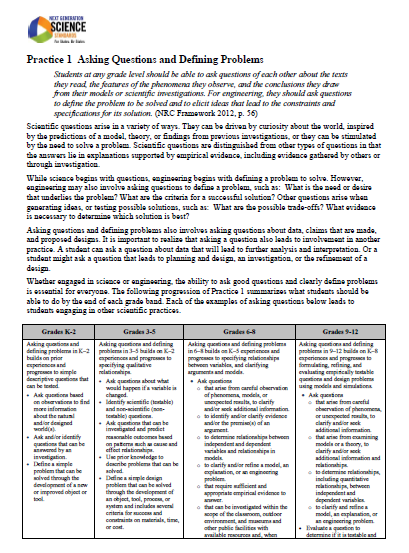 NEXT GENERATION
SCIENCE
STANDARDS
For States, By States
Practice 1 Asking Questions and Defining Problems
Students at any grade level should be able to ask questions of each other about the texts
they read, the features of the phenomena they observe, and the conclusions they draw
from their models or scientific investigations. For engineering, they should ask questions
to define the problem to be solved and to elicit ideas that lead to the constraints and
specifications for its solution. (NRC Framework 2012, p. 56)
Scientific questions arise in a variety of ways. They can be driven by curiosity about the world, inspired
by the predictions of a model, theory, or findings from previous investigations, or they can be stimulated
by the need to solve a problem. Scientific questions are distinguished from other types of questions in that
the answers lie in explanations supported by empirical evidence, including evidence gathered by others or
through investigation.
While science begins with questions, engineering begins with defining a problem to solve. However,
engineering may also involve asking questions to define a problem, such as: What is the need or desire
that underlies the problem? What are the criteria for a successful solution? Other questions arise when
generating ideas, or testing possible solutions, such as: What are the possible trade-offs? What evidence
is necessary to determine which solution is best?
Asking questions and defining problems also involves asking questions about data, claims that are made,
and proposed designs. It is important to realize that asking a question also leads to involvement in another
practice. A student can ask a question about data that will lead to further analysis and interpretation. Or a
student might ask a question that leads to planning and design, an investigation, or the refinement of a
design.
Whether engaged in science or engineering, the ability to ask good questions and clearly define problems
is essential for everyone. The following progression of Practice 1 summarizes what students should be
able to do by the end of each grade band. Each of the examples of asking questions below leads to
students engaging in other scientific practices.
Grades K-2
Asking questions and
defining problems in K–2
builds on prior
experiences and
progresses to simple
descriptive questions that
can be tested.
• Ask questions based
on observations to find
more information
about the natural
and/or designed
world(s).
• Ask and/or identify
questions that can be
answered by an
investigation.
• Define a simple
problem that can be
solved through the
development of a new
or improved object or
tool.
Grades 3-5
Asking questions and defining
problems in 3–5 builds on K–2
experiences and progresses to
specifying qualitative
relationships.
• Ask questions about what
would happen if a variable is
changed.
• Identify scientific (testable)
and non-scientific (non-
testable) questions.
• Ask questions that can be
investigated and predict
reasonable outcomes based
on patterns such as cause and
effect relationships.
• Use prior knowledge to
describe problems that can be
solved.
• Define a simple design
problem that can be solved
through the development of
an object, tool, process, or
system and includes several
criteria for success and
constraints on materials, time,
or cost.
Grades 6-8
Asking questions and defining problems in
6–8 builds on K–5 experiences and
progresses to specifying relationships
between variables, and clarifying
arguments and models.
• Ask questions
o that arise from careful observation
of phenomena, models, or
unexpected results, to clarify
and/or seek additional information.
o to identify and/or clarify evidence
and/or the premise(s) of an
argument.
o to determine relationships between
independent and dependent
variables and relationships in
models.
o to clarify and/or refine a model, an
explanation, or an engineering
problem.
o that require sufficient and
appropriate empirical evidence to
answer.
o that can be investigated within the
scope of the classroom, outdoor
environment, and museums and
other public facilities with
available resources and, when
Grades 9-12
Asking questions and defining
problems in 9–12 builds on K–8
experiences and progresses to
formulating, refining, and
evaluating empirically testable
questions and design problems
using models and simulations.
• Ask questions
o that arise from careful
observation of phenomena,
or unexpected results, to
clarify and/or seek
additional information.
o that arise from examining
models or a theory, to
clarify and/or seek
additional information and
relationships.
o to determine relationships,
including quantitative
relationships, between
independent and
dependent variables.
o to clarify and refine a
model, an explanation, or
an engineering problem.
• Evaluate a question to
determine if it is testable and